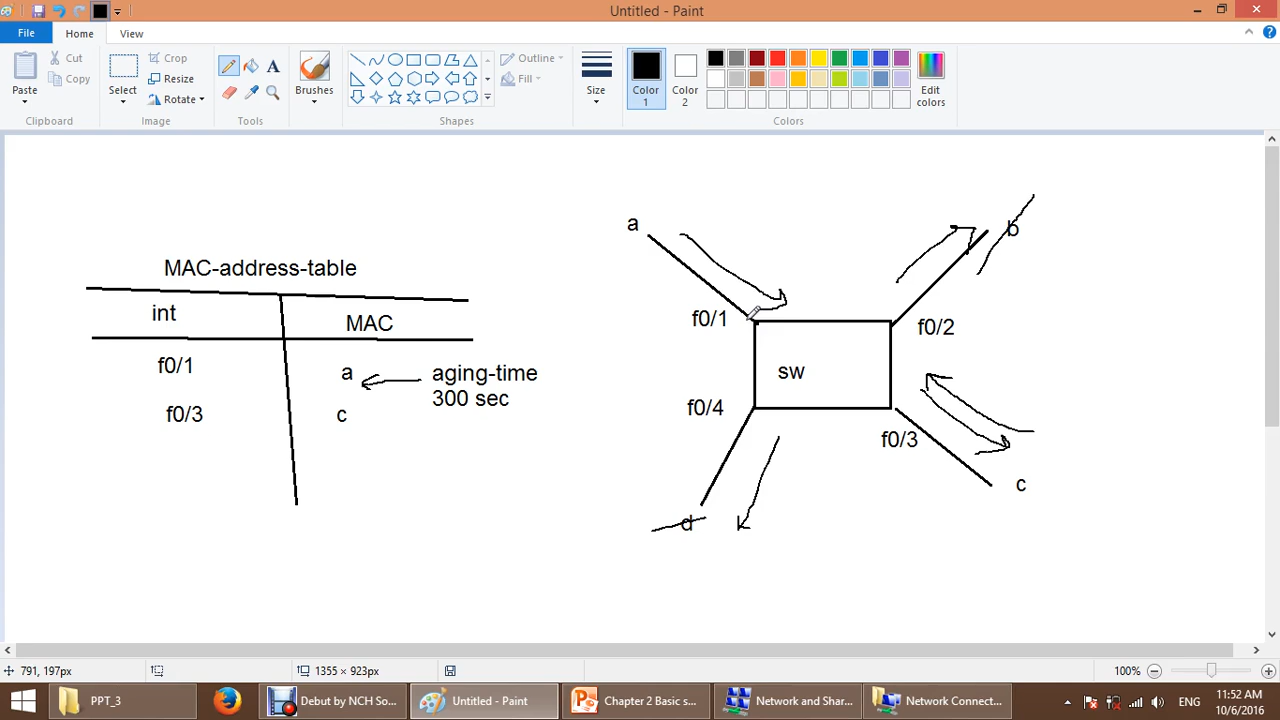 Untitled - Paint
File Home View
Paste
Cut
Copy
Clipboard
Select
Crop
Resize
Rotate
Image
Tools
Brushes
Shapes
Outline
Fill
Size
Color 1
Color 2
Edit colors
Colors
MAC-address-table
int MAC
f0/1 a
f0/3 c
aging-time
300 sec
a b
f0/1 f0/2
sw
f0/4 f0/3
d c
791, 197px 1355 × 923px 100%
PPT_3 Debut by NCH So... Untitled - Paint Chapter 2 Basic s... Network and Shar... Network Connect... ENG
11:52 AM
10/6/2016